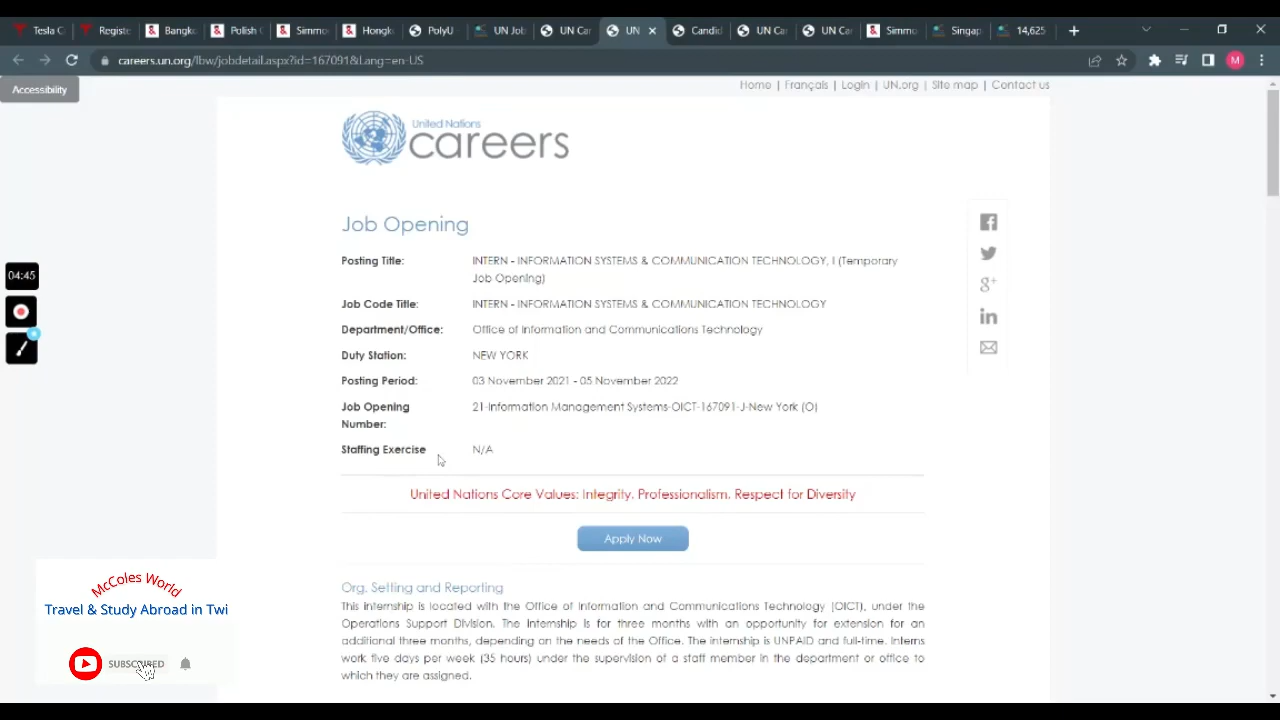 Tesla C
Registe
Bangk
Polish
Simmo
Hongk
PolyU
UN Job
UN Car
UN
Candid
UN Car
UN Car
Simmo
Singap
14,625
careers.un.org/lbw/jobdetail.aspx?id=167091&Lang=en-US
M
Accessibility
Home | Français | Login | UN.org | Site map | Contact us
United Nations
careers
Job Opening
Posting Title: INTERN - INFORMATION SYSTEMS & COMMUNICATION TECHNOLOGY, I (Temporary
Job Opening)
Job Code Title: INTERN - INFORMATION SYSTEMS & COMMUNICATION TECHNOLOGY
Department/Office: Office of Information and Communications Technology
Duty Station: NEW YORK
Posting Period: 03 November 2021 - 05 November 2022
Job Opening Number: 21-Information Management Systems-OICT-167091-J-New York (O)
Staffing Exercise N/A
04:45
United Nations Core Values: Integrity, Professionalism, Respect for Diversity
Apply Now
Org. Setting and Reporting
This internship is located with the Office of Information and Communications Technology (OICT), under the
Operations Support Division. The Internship is for three months with an opportunity for extension for an
additional three months, depending on the needs of the Office. The internship is UNPAID and full-time. Interns
work five days per week (35 hours) under the supervision of a staff member in the department or office to
which they are assigned.
McColes World
Travel & Study Abroad in Twi
SUBSCRIBED